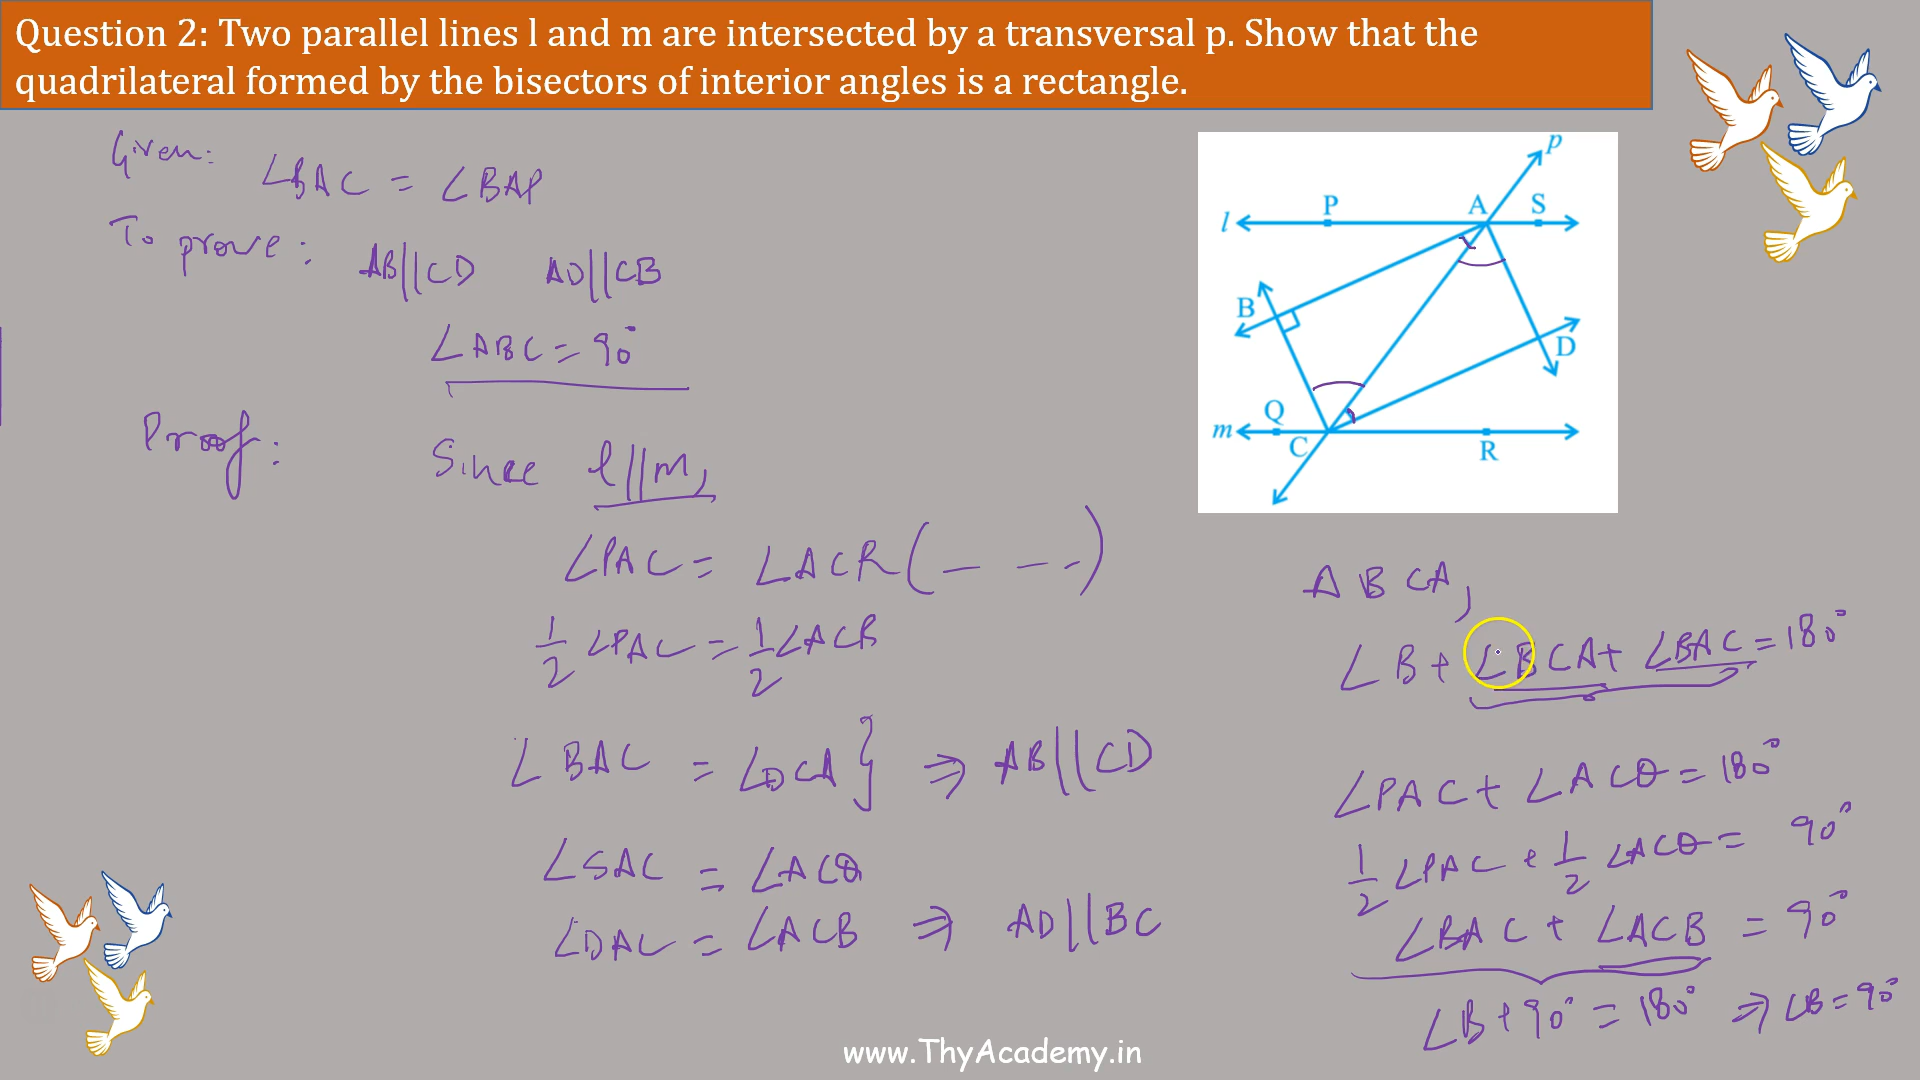 Question 2: Two parallel lines l and m are intersected by a transversal p. Show that the
quadrilateral formed by the bisectors of interior angles is a rectangle.
Given: ∠BAC = ∠BAP
To prove: AB||CD AD||CB
∠ABC = 90°
Proof: Since l||m,
∠PAC = ∠ACR (— — -.)
1/2 ∠PAC = 1/2 ∠ACR
∠BAC = ∠DCA } ⇒ AB||CD
∠SAC = ∠ACQ
∠DAC = ∠ACB ⇒ AD||BC
p
l P A S
B
D
Q
m C R
Δ BCA,
∠B + ∠BCA + ∠BAC = 180°
∠PAC + ∠ACQ = 180°
1/2 ∠PAC + 1/2 ∠ACQ = 90°
∠BAC + ∠ACB = 90°
∠B + 90° = 180° ⇒ ∠B = 90°
www.ThyAcademy.in